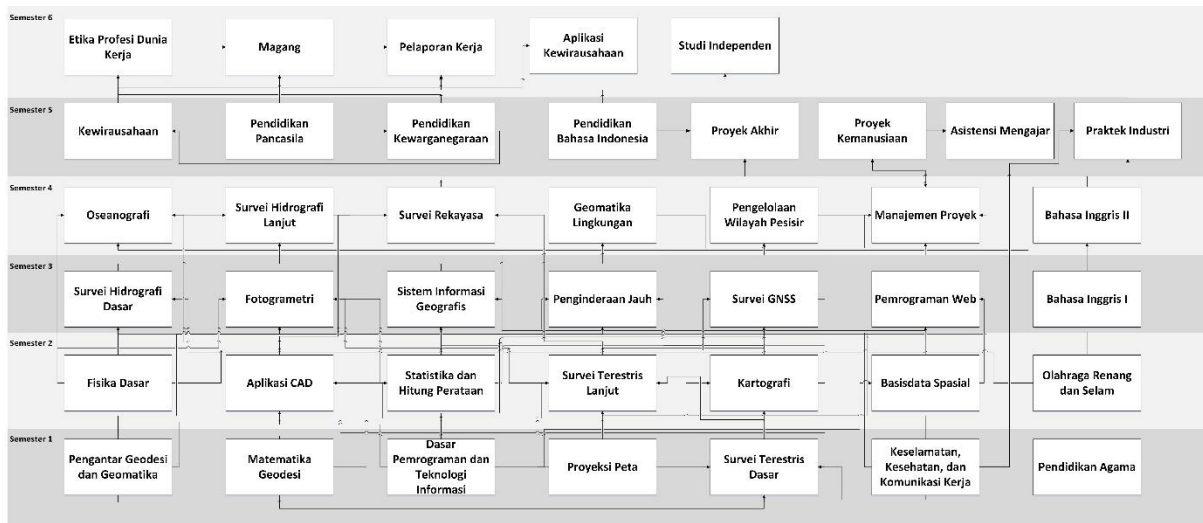 Semester 6
Etika Profesi Dunia
Kerja
Magang
Pelaporan Kerja
Aplikasi
Kewirausahaan
Studi Independen
Semester 5
Kewirausahaan
Pendidikan
Pancasila
Pendidikan
Kewarganegaraan
Pendidikan
Bahasa Indonesia
Proyek Akhir
Proyek
Kemanusiaan
Asistensi Mengajar
Praktek Industri
Semester 4
Oseanografi
Survei Hidrografi
Lanjut
Survei Rekayasa
Geomatika
Lingkungan
Pengelolaan
Wilayah Pesisir
Manajemen Proyek
Bahasa Inggris II
Semester 3
Survei Hidrografi
Dasar
Fotogrametri
Sistem Informasi
Geografis
Penginderaan Jauh
Survei GNSS
Pemrograman Web
Bahasa Inggris I
Semester 2
Fisika Dasar
Aplikasi CAD
Statistika dan
Hitung Perataan
Survei Terestris
Lanjut
Kartografi
Basisdata Spasial
Olahraga Renang
dan Selam
Semester 1
Pengantar Geodesi
dan Geomatika
Matematika
Geodesi
Dasar
Pemrograman dan
Teknologi
Informasi
Proyeksi Peta
Survei Terestris
Dasar
Keselamatan,
Kesehatan, dan
Komunikasi Kerja
Pendidikan Agama